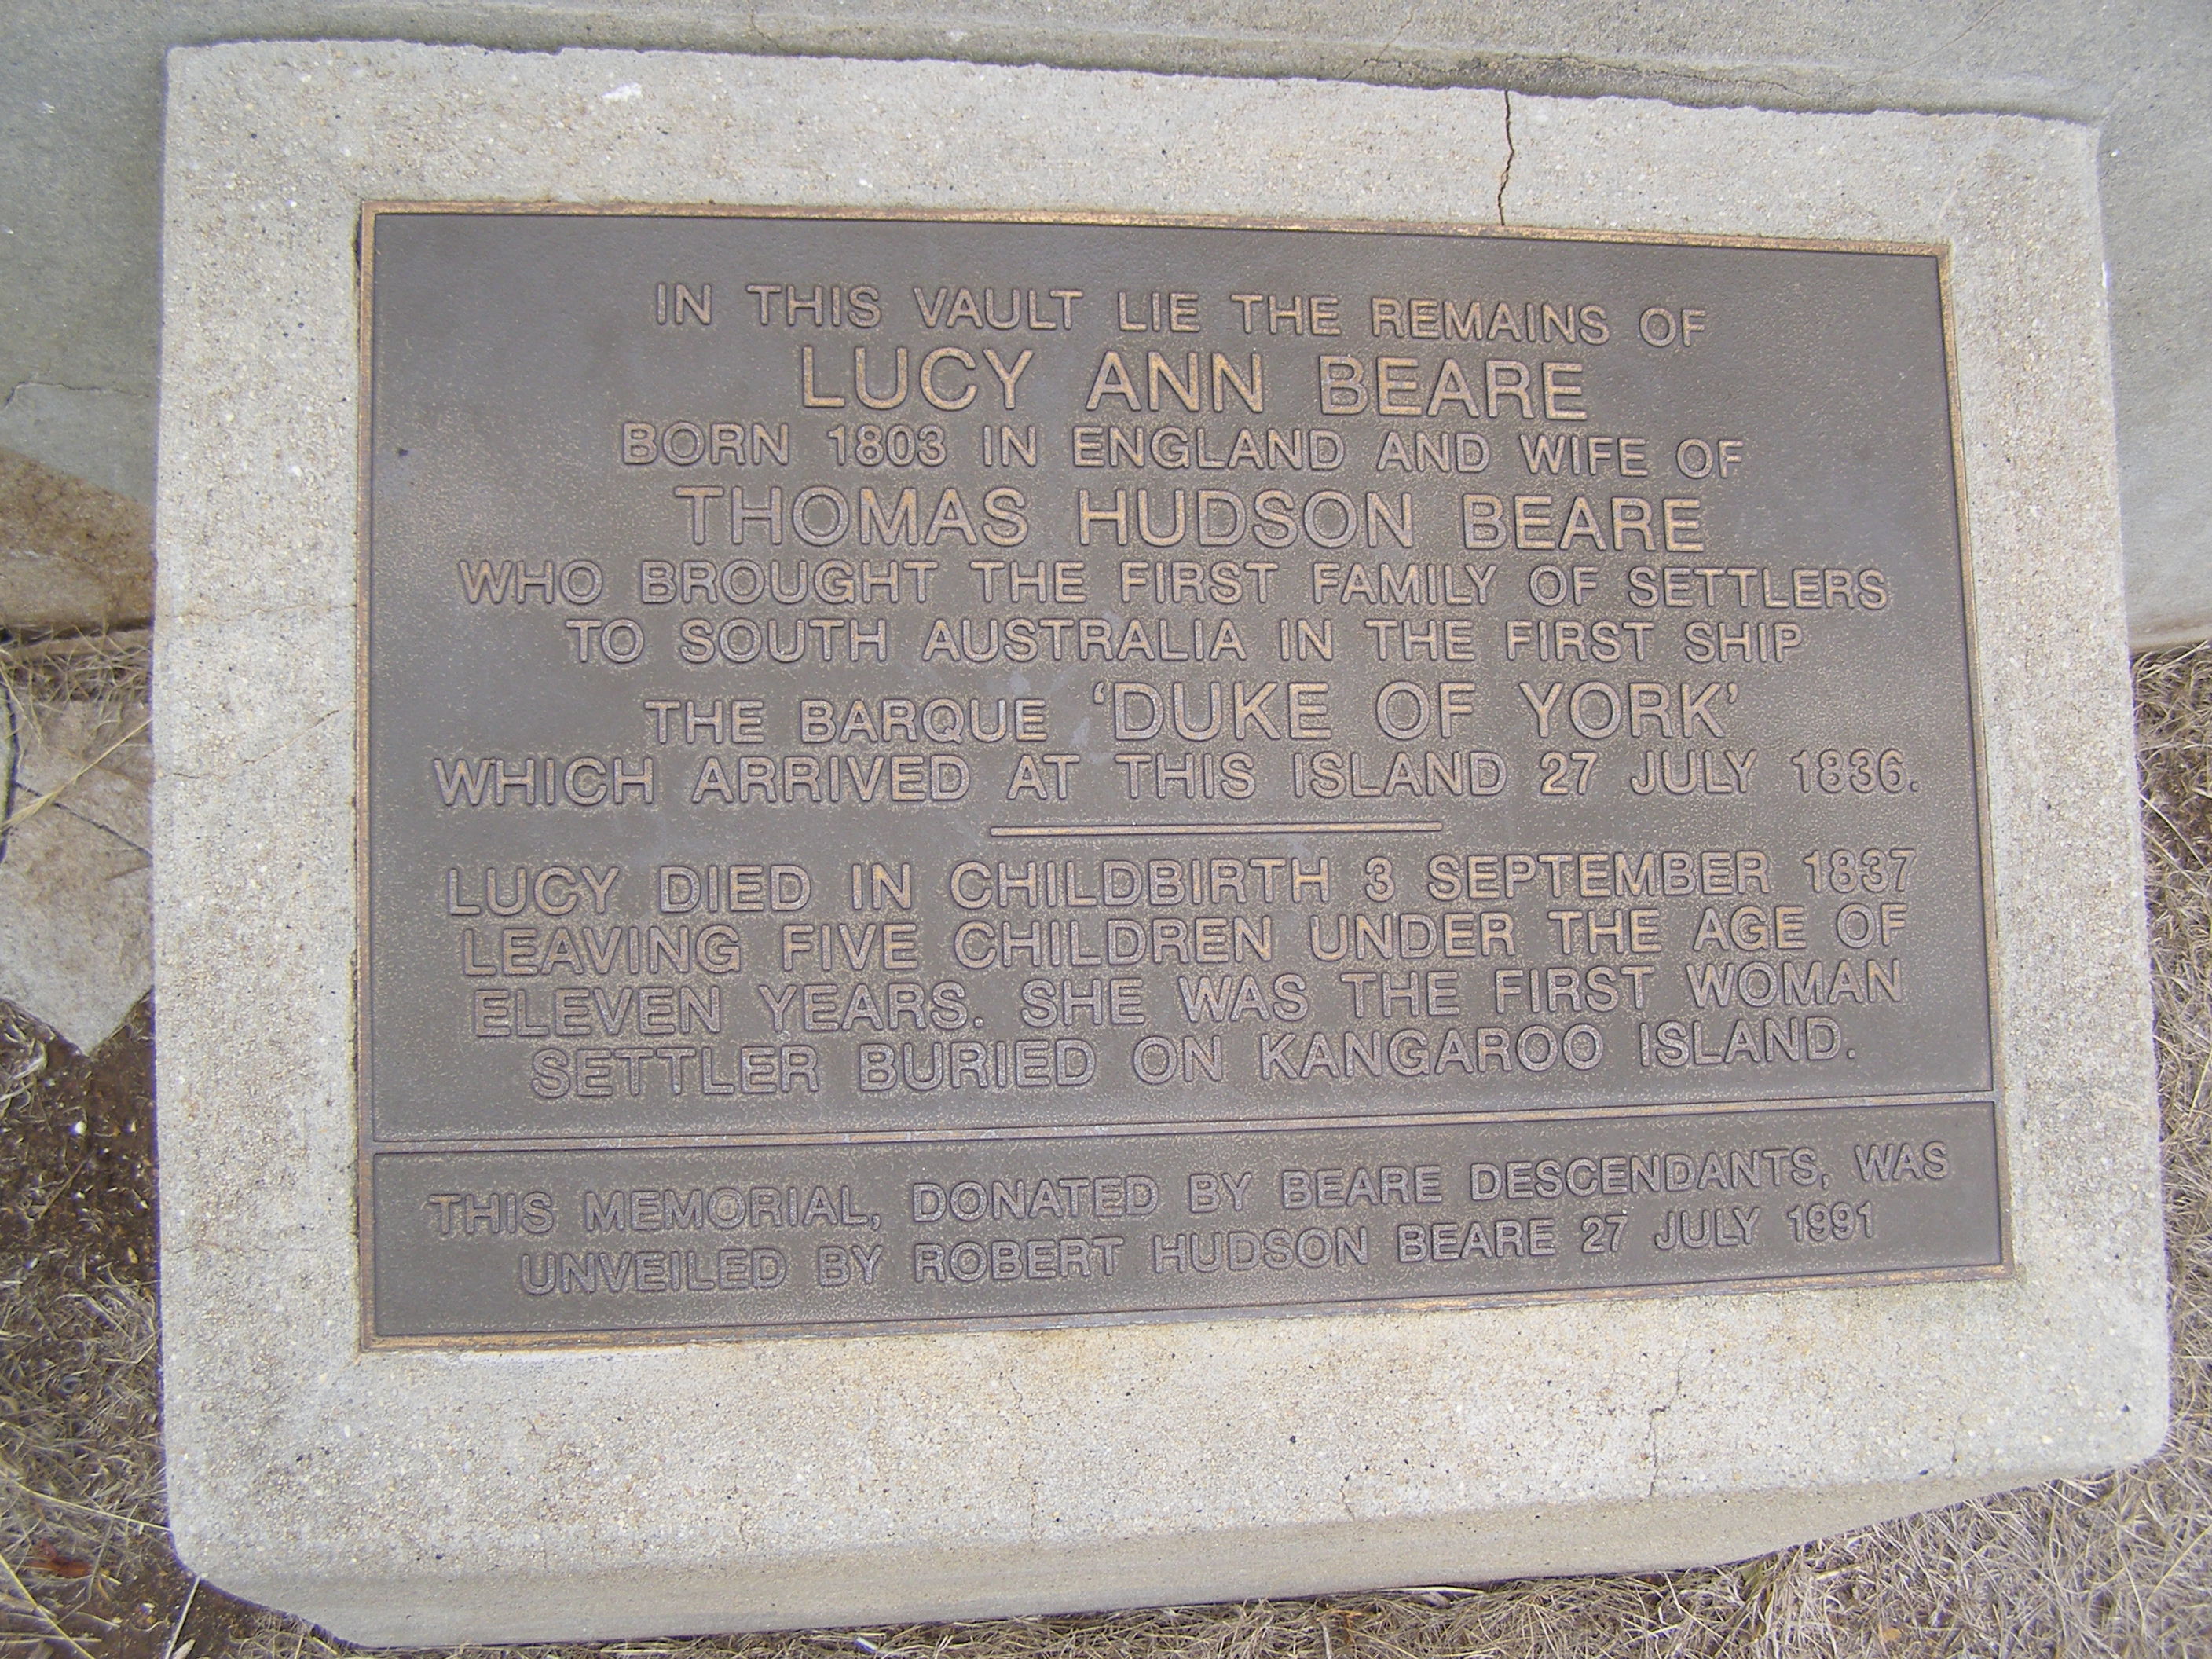 IN THIS VAULT LIE THE REMAINS OF
LUCY ANN BEARE
BORN 1803 IN ENGLAND AND WIFE OF
THOMAS HUDSON BEARE
WHO BROUGHT THE FIRST FAMILY OF SETTLERS
TO SOUTH AUSTRALIA IN THE FIRST SHIP
THE BARQUE ‘DUKE OF YORK’
WHICH ARRIVED AT THIS ISLAND 27 JULY 1836.
LUCY DIED IN CHILDBIRTH 3 SEPTEMBER 1837
LEAVING FIVE CHILDREN UNDER THE AGE OF
ELEVEN YEARS. SHE WAS THE FIRST WOMAN
SETTLER BURIED ON KANGAROO ISLAND.
THIS MEMORIAL, DONATED BY BEARE DESCENDANTS, WAS
UNVEILED BY ROBERT HUDSON BEARE 27 JULY 1991